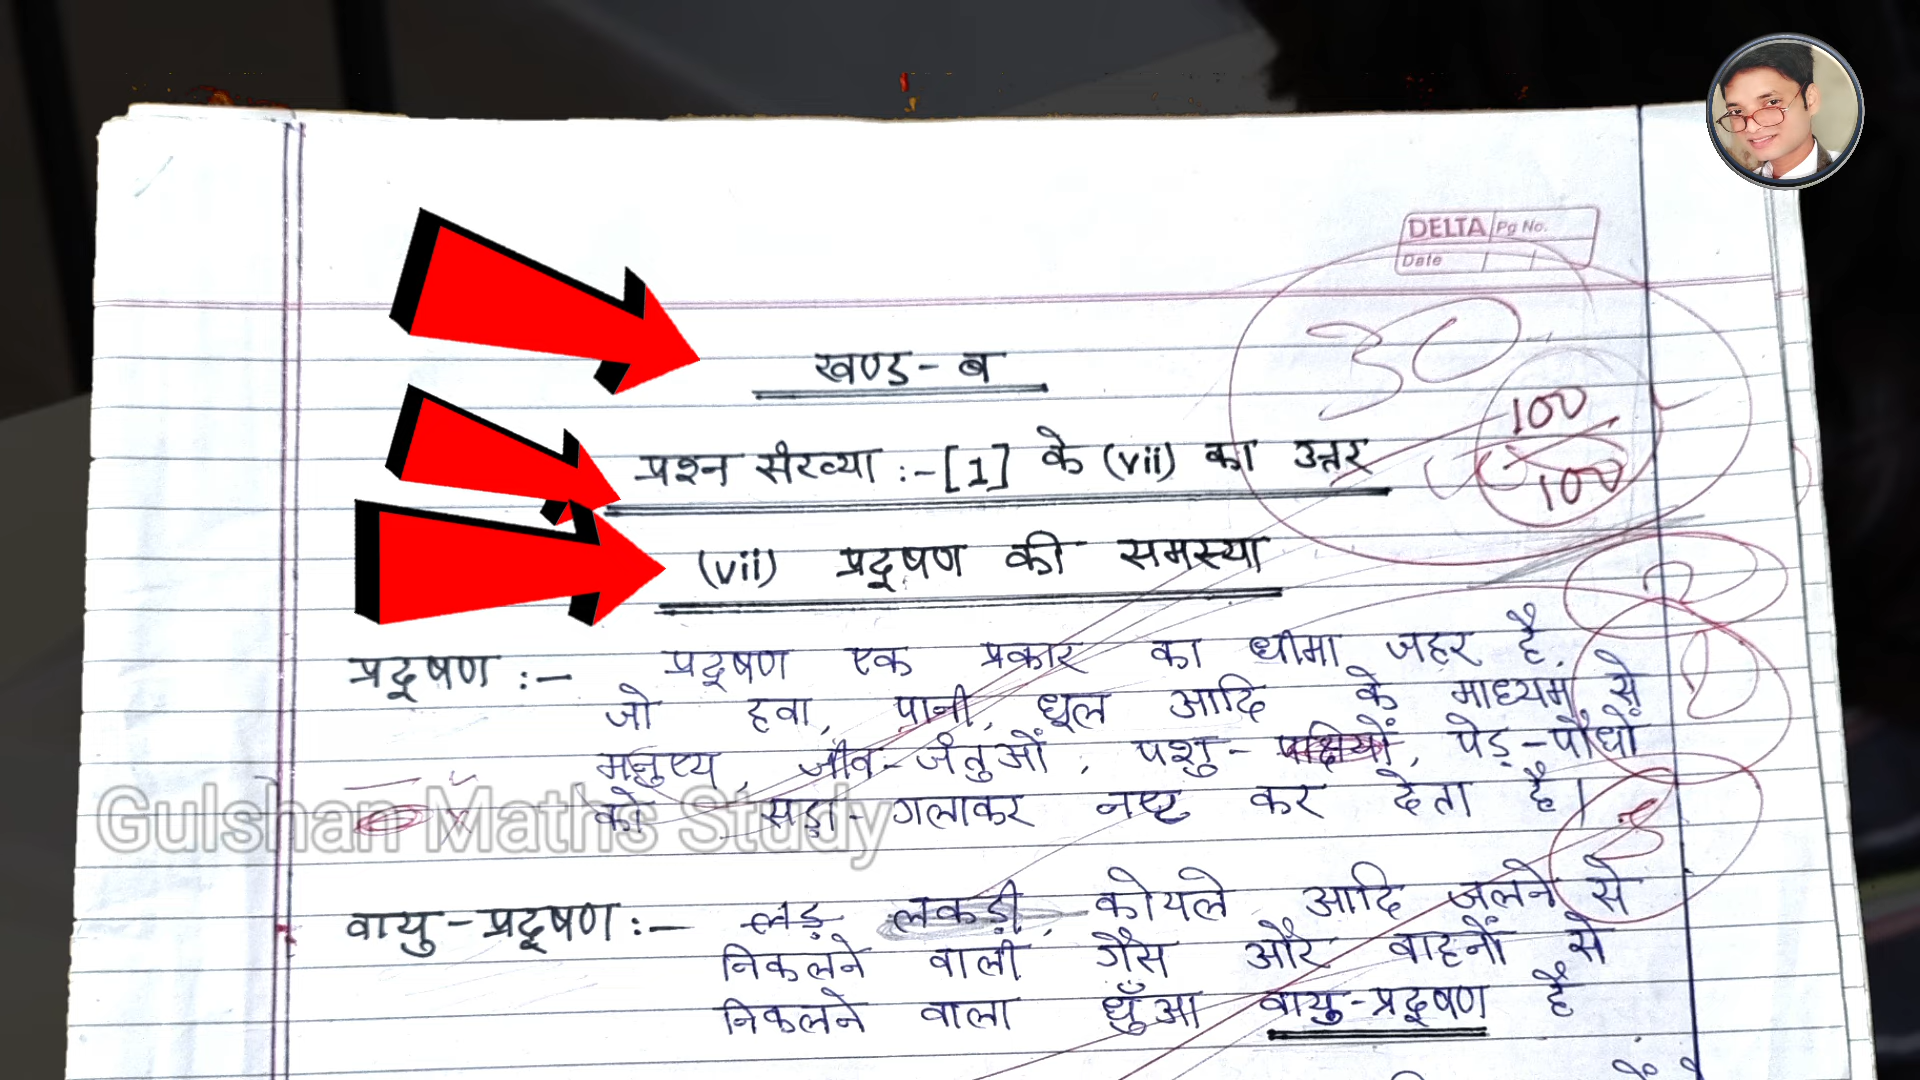 DELTA Pg No.
Date
30
खण्ड - ब
100
100
प्रश्न संख्या :- [1] के (vii) का उत्तर
(vii) प्रदूषण की समस्या
प्रदूषण :- प्रदूषण एक प्रकार का धीमा जहर है,
जो हवा, पानी, धूल आदि के माध्यम से
मनुष्य, जीव-जंतुओं, पशु-पक्षियों, पेड़-पौधों
को सड़ा-गलाकर नष्ट कर देता है।
Gulshan Maths Study
वायु-प्रदूषण :- लड़ लकड़ी, कोयले आदि जलने से
निकलने वाली गैस और वाहनों से
निकलने वाला धुँआ वायु-प्रदूषण है